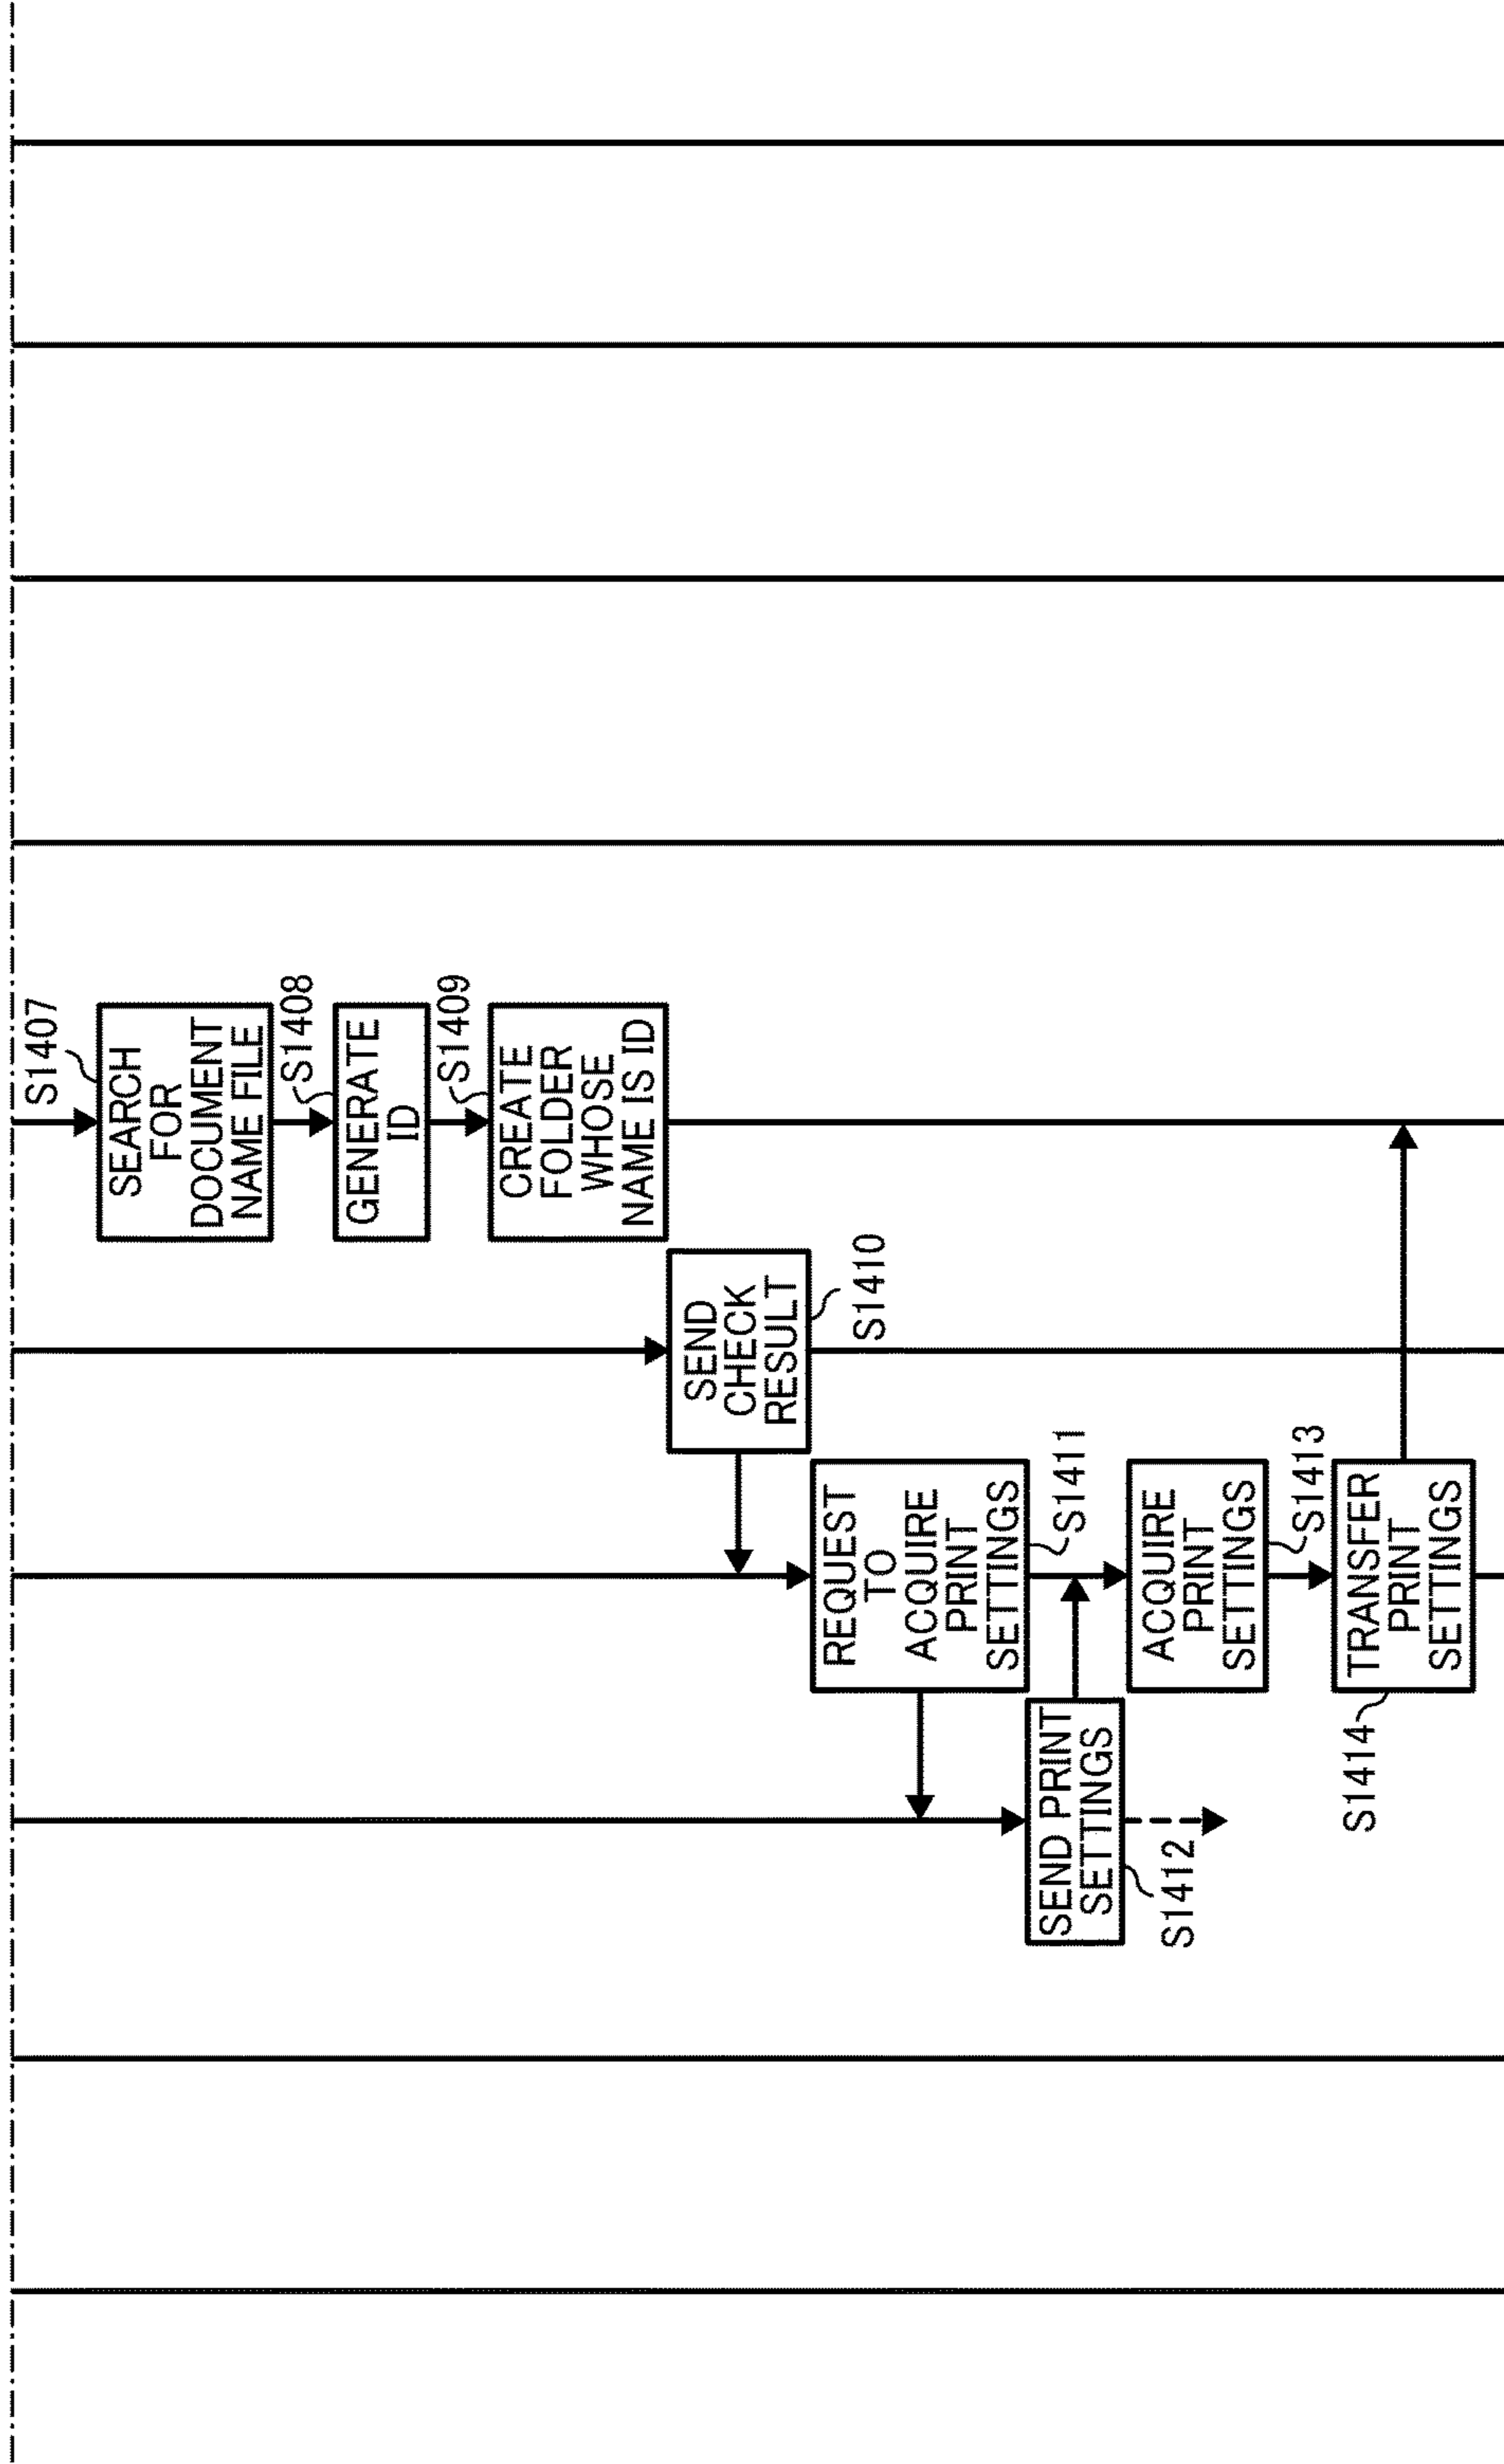 S1407
SEARCH
FOR
DOCUMENT
NAME FILE
S1408
GENERATE
ID
S1409
CREATE
FOLDER
WHOSE
NAME IS ID
SEND
CHECK
RESULT
S1410
REQUEST
TO
ACQUIRE
PRINT
SETTINGS
S1411
SEND PRINT
SETTINGS
S1412
ACQUIRE
PRINT
SETTINGS
S1413
TRANSFER
PRINT
SETTINGS
S1414